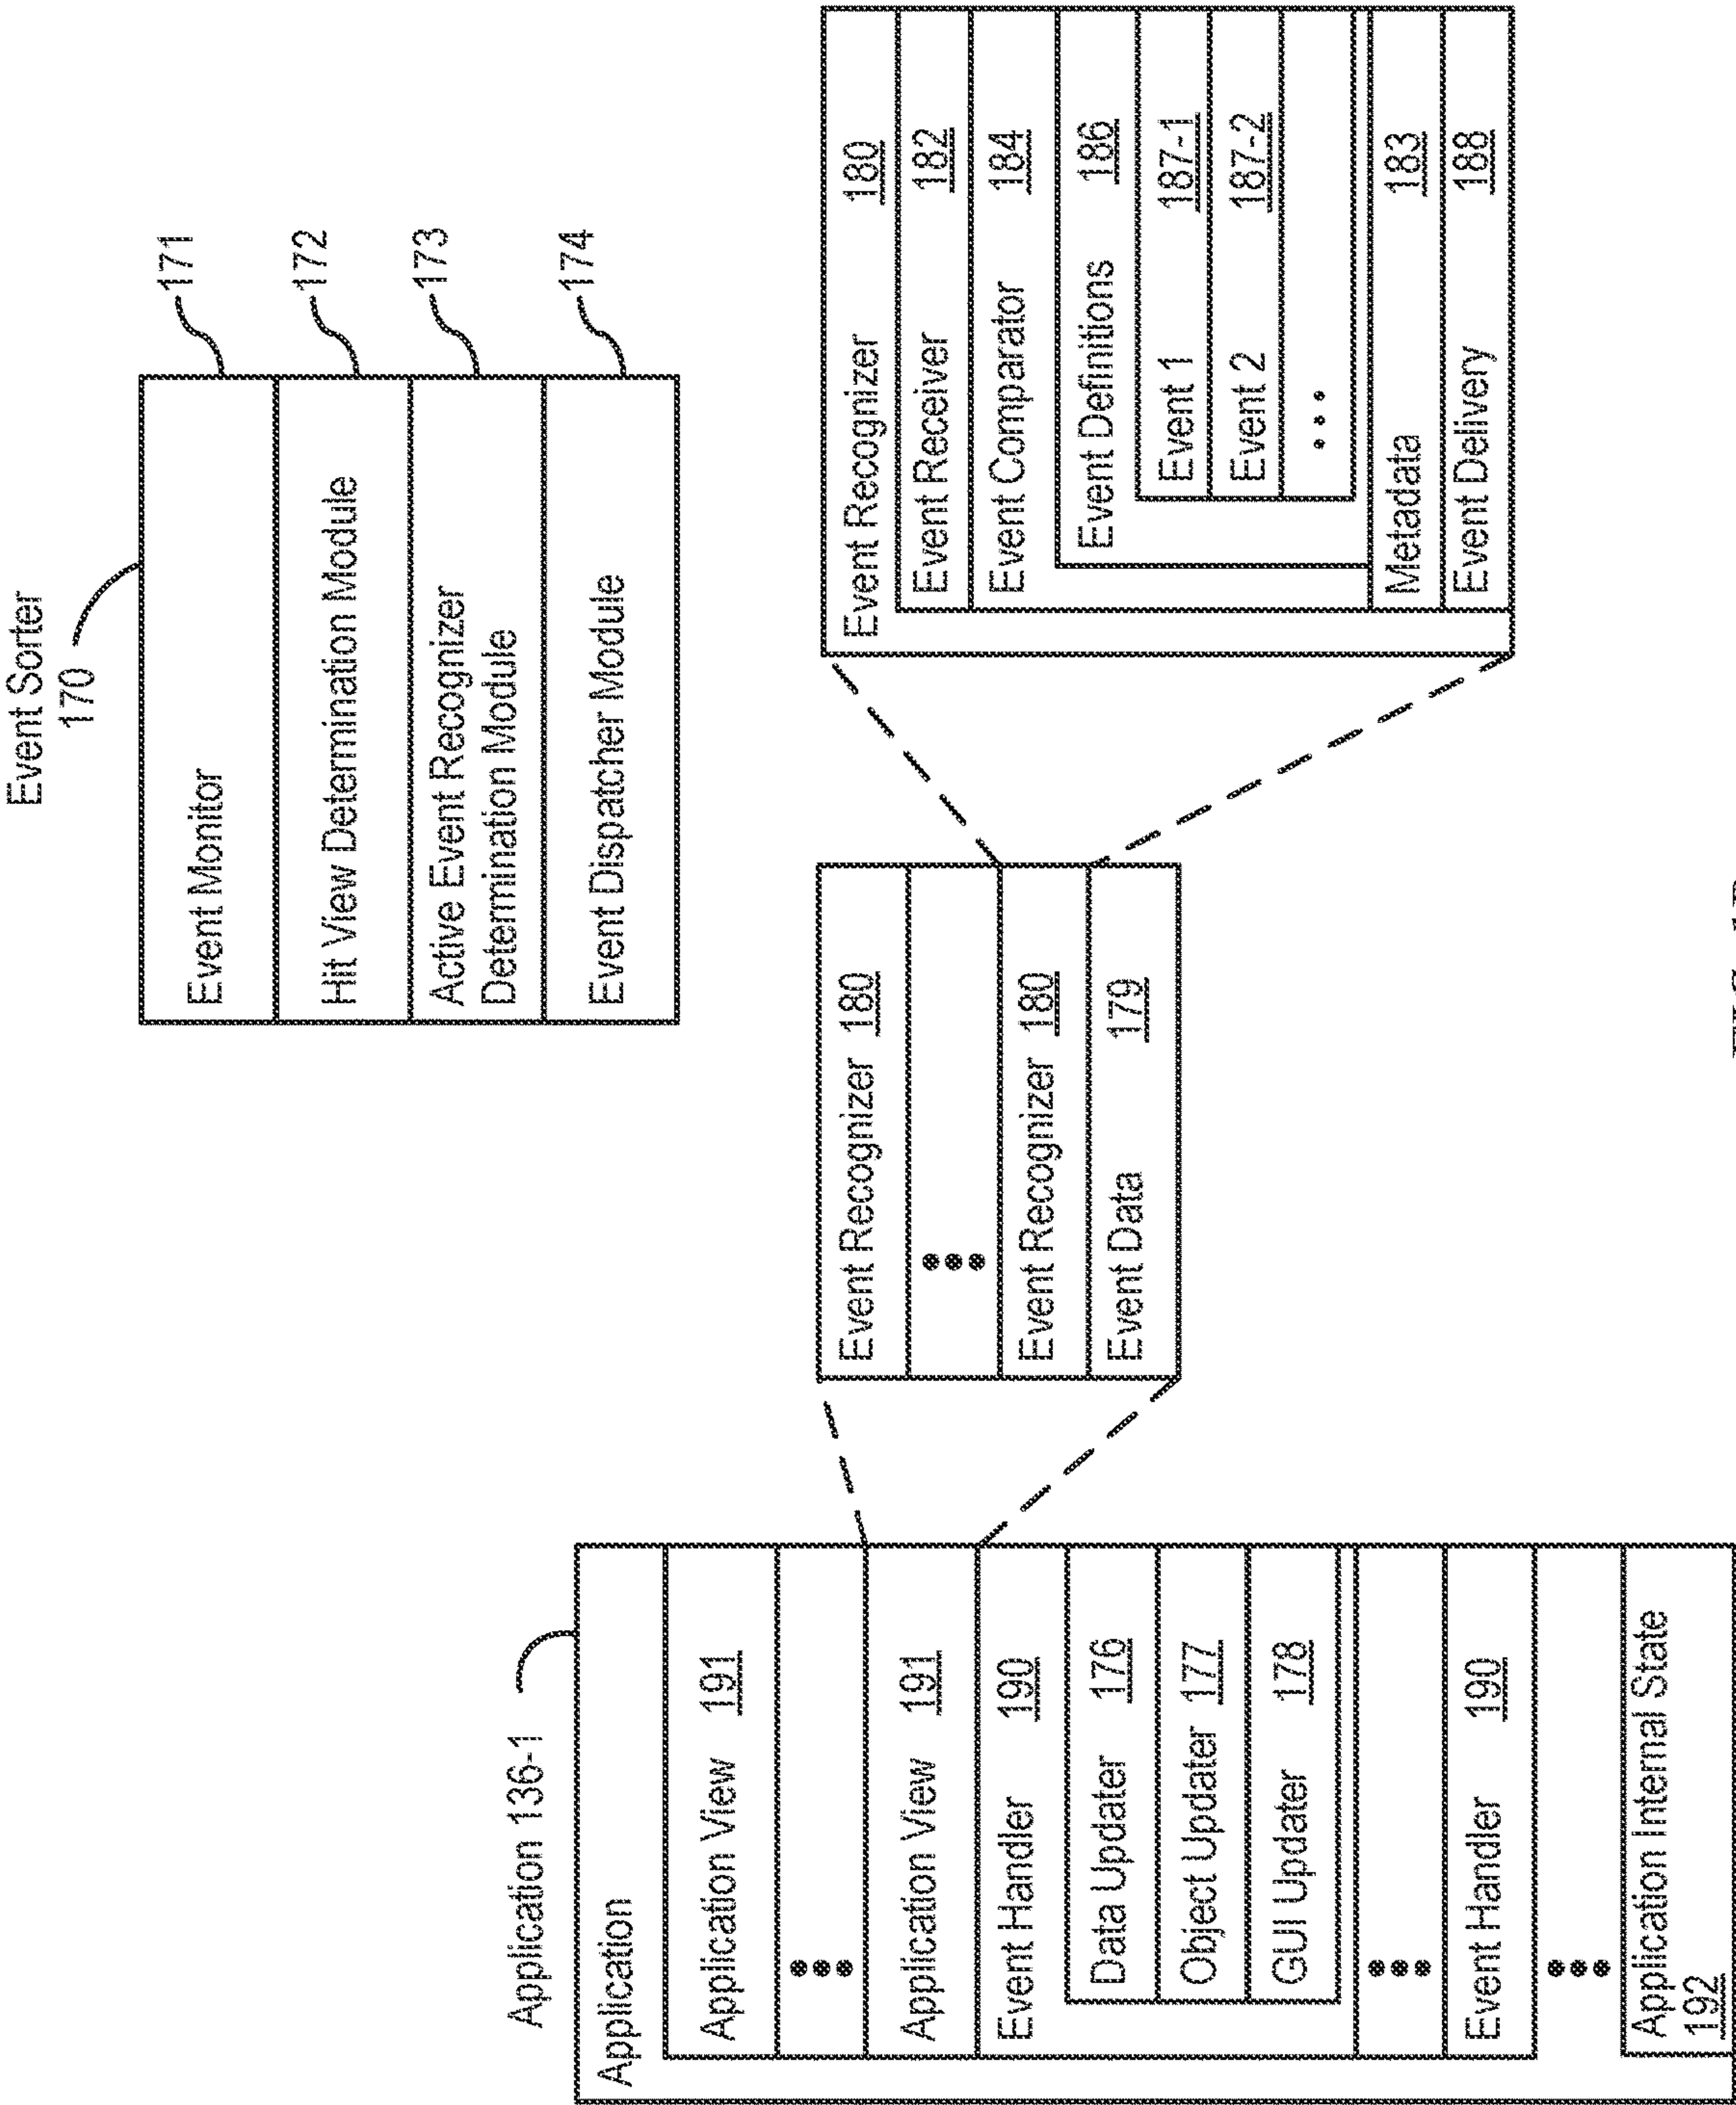 Event Sorter
170
Event Monitor
171
Hit View Determination Module
172
Active Event Recognizer
Determination Module
173
Event Dispatcher Module
174
Application 136-1
Application
Application View 191
Application View 191
Event Handler 190
Data Updater 176
Object Updater 177
GUI Updater 178
Event Handler 190
Application Internal State
192
Event Recognizer 180
Event Recognizer 180
Event Data 179
Event Recognizer 180
Event Receiver 182
Event Comparator 184
Event Definitions 186
Event 1 187-1
Event 2 187-2
Metadata 183
Event Delivery 188